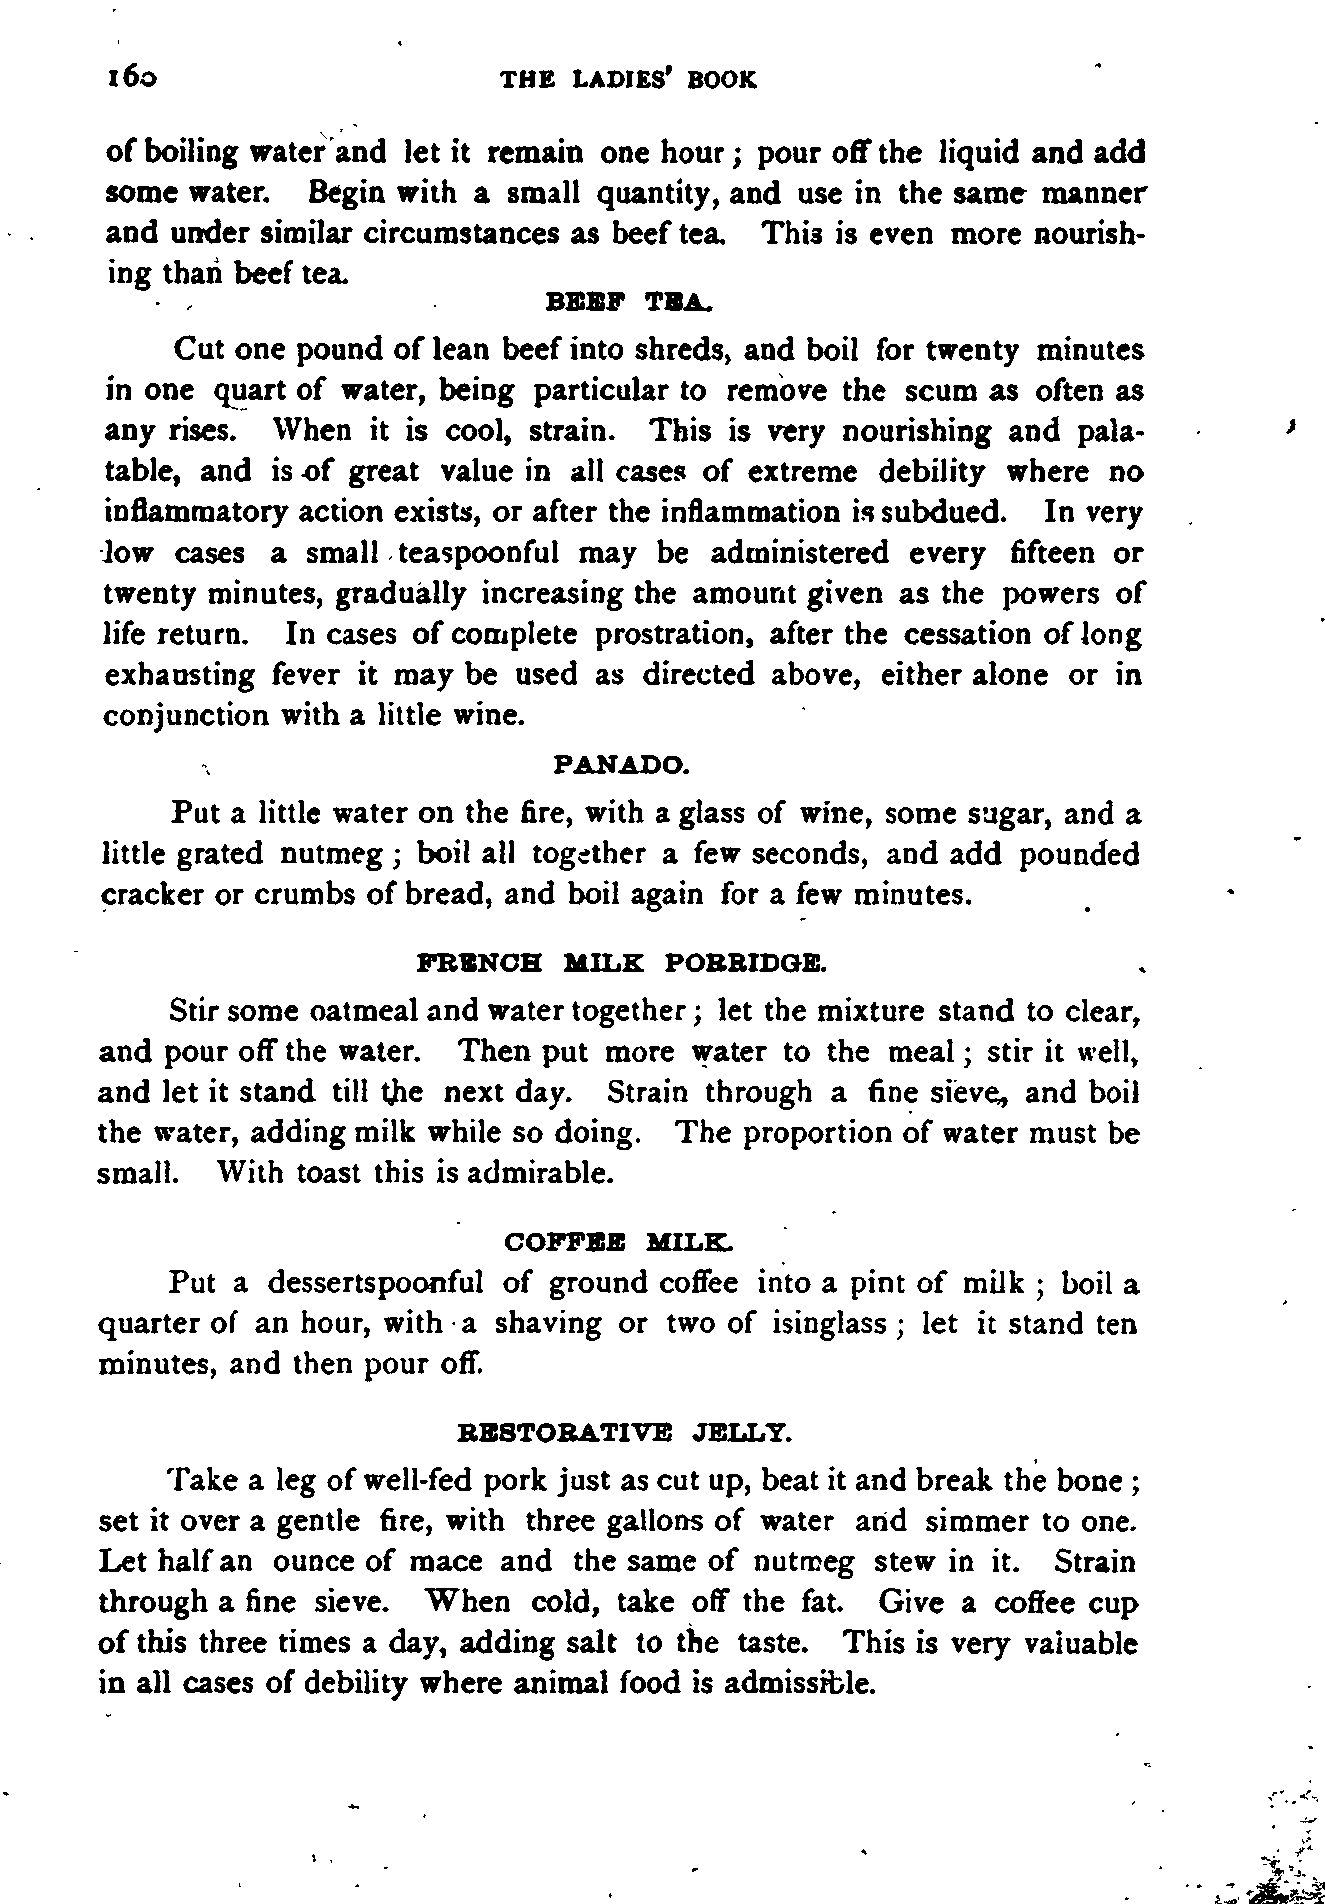 160 THE LADIES' BOOK
of boiling water and let it remain one hour; pour off the liquid and add
some water. Begin with a small quantity, and use in the same manner
and under similar circumstances as beef tea. This is even more nourish-
ing than beef tea.
BEEF TEA.
Cut one pound of lean beef into shreds, and boil for twenty minutes
in one quart of water, being particular to remove the scum as often as
any rises. When it is cool, strain. This is very nourishing and pala-
table, and is of great value in all cases of extreme debility where no
inflammatory action exists, or after the inflammation is subdued. In very
low cases a small teaspoonful may be administered every fifteen or
twenty minutes, gradually increasing the amount given as the powers of
life return. In cases of complete prostration, after the cessation of long
exhausting fever it may be used as directed above, either alone or in
conjunction with a little wine.
PANADO.
Put a little water on the fire, with a glass of wine, some sugar, and a
little grated nutmeg; boil all together a few seconds, and add pounded
cracker or crumbs of bread, and boil again for a few minutes.
FRENCH MILK PORRIDGE.
Stir some oatmeal and water together; let the mixture stand to clear,
and pour off the water. Then put more water to the meal; stir it well,
and let it stand till the next day. Strain through a fine sieve, and boil
the water, adding milk while so doing. The proportion of water must be
small. With toast this is admirable.
COFFEE MILK.
Put a dessertspoonful of ground coffee into a pint of milk; boil a
quarter of an hour, with a shaving or two of isinglass; let it stand ten
minutes, and then pour off.
RESTORATIVE JELLY.
Take a leg of well-fed pork just as cut up, beat it and break the bone;
set it over a gentle fire, with three gallons of water and simmer to one.
Let half an ounce of mace and the same of nutmeg stew in it. Strain
through a fine sieve. When cold, take off the fat. Give a coffee cup
of this three times a day, adding salt to the taste. This is very valuable
in all cases of debility where animal food is admissible.